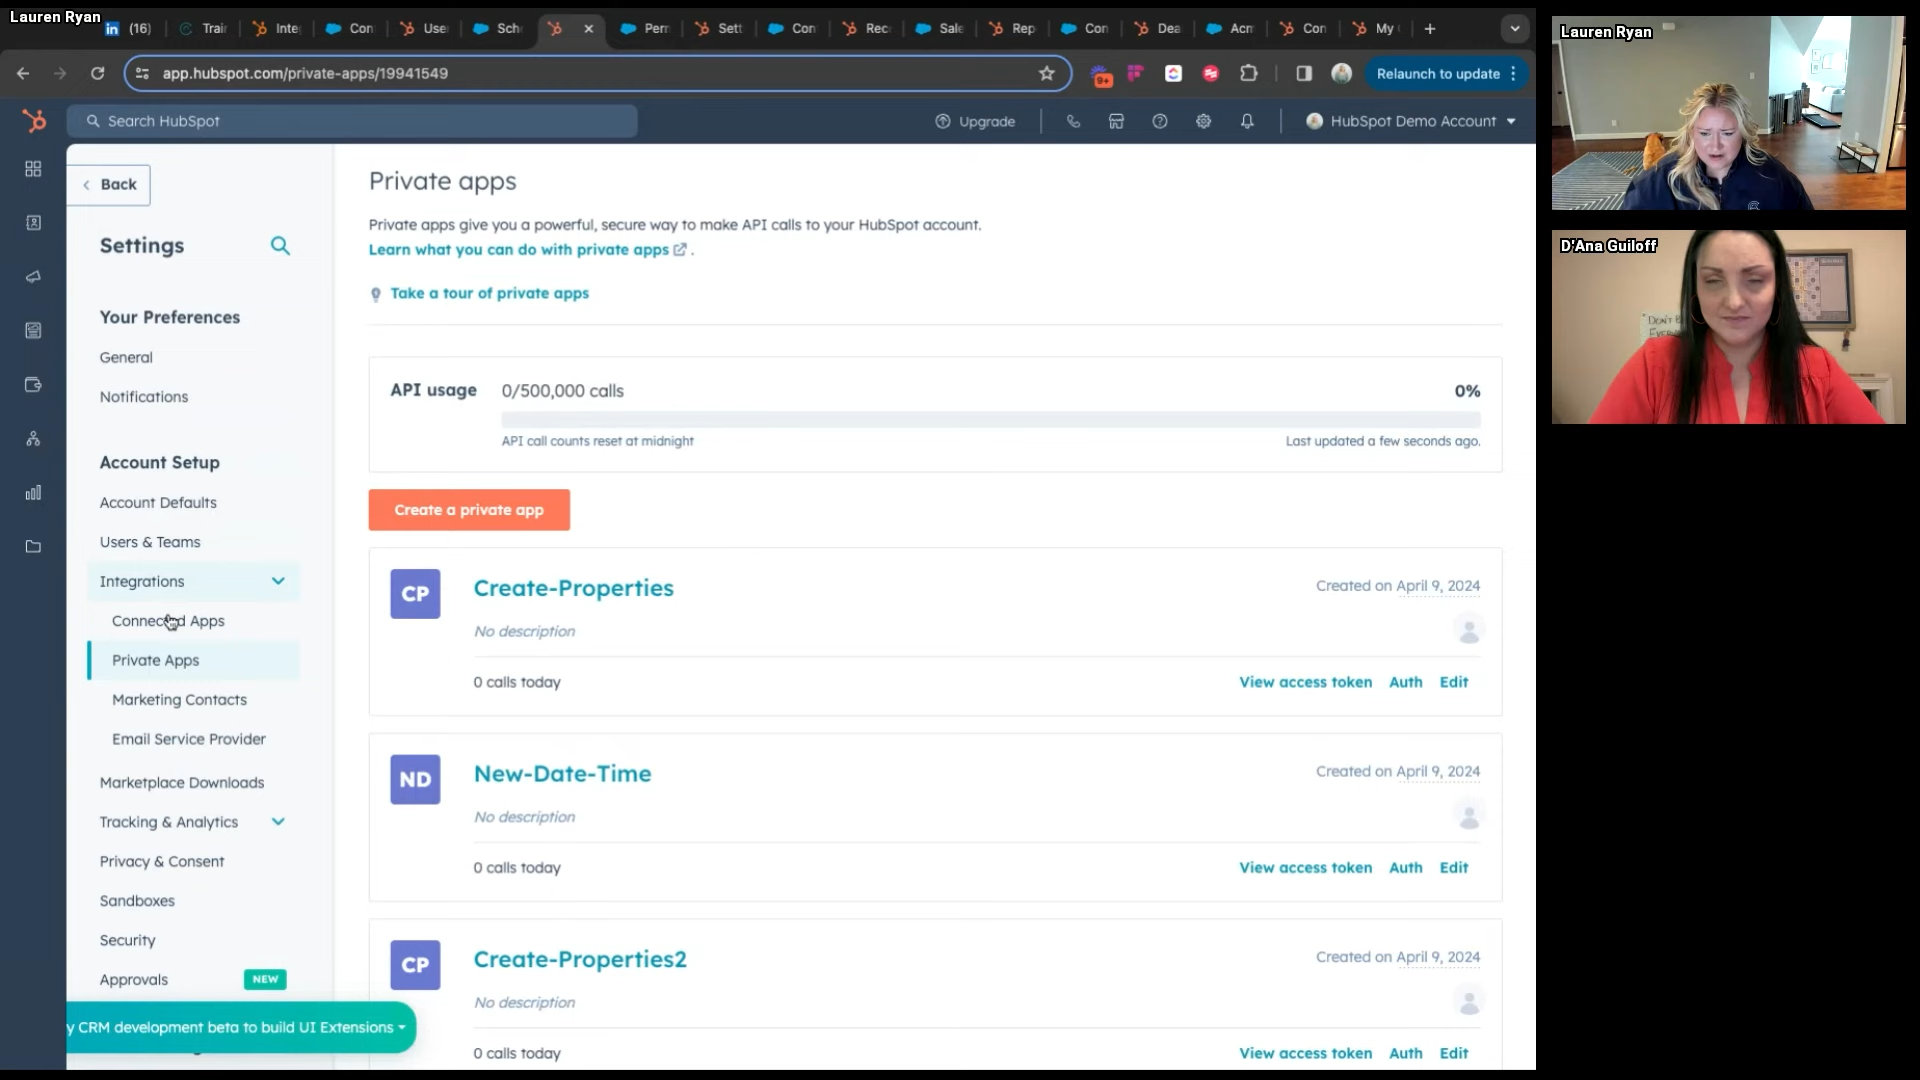 Lauren Ryan
(16)
Trai
Inte
Con
Use
Sch
Perm
Sett
Con
Rec
Sale
Rep
Con
Dea
Acm
Con
My
app.hubspot.com/private-apps/19941549
9+
Relaunch to update
Search HubSpot
Upgrade
HubSpot Demo Account
Back
Settings
Your Preferences
General
Notifications
Account Setup
Account Defaults
Users & Teams
Integrations
Connected Apps
Private Apps
Marketing Contacts
Email Service Provider
Marketplace Downloads
Tracking & Analytics
Privacy & Consent
Sandboxes
Security
Approvals NEW
y CRM development beta to build UI Extensions
Private apps
Private apps give you a powerful, secure way to make API calls to your HubSpot account.
Learn what you can do with private apps .
Take a tour of private apps
API usage 0/500,000 calls 0%
API call counts reset at midnight Last updated a few seconds ago.
Create a private app
CP Create-Properties Created on April 9, 2024
No description
0 calls today View access token Auth Edit
ND New-Date-Time Created on April 9, 2024
No description
0 calls today View access token Auth Edit
CP Create-Properties2 Created on April 9, 2024
No description
0 calls today View access token Auth Edit
Lauren Ryan
D'Ana Guiloff